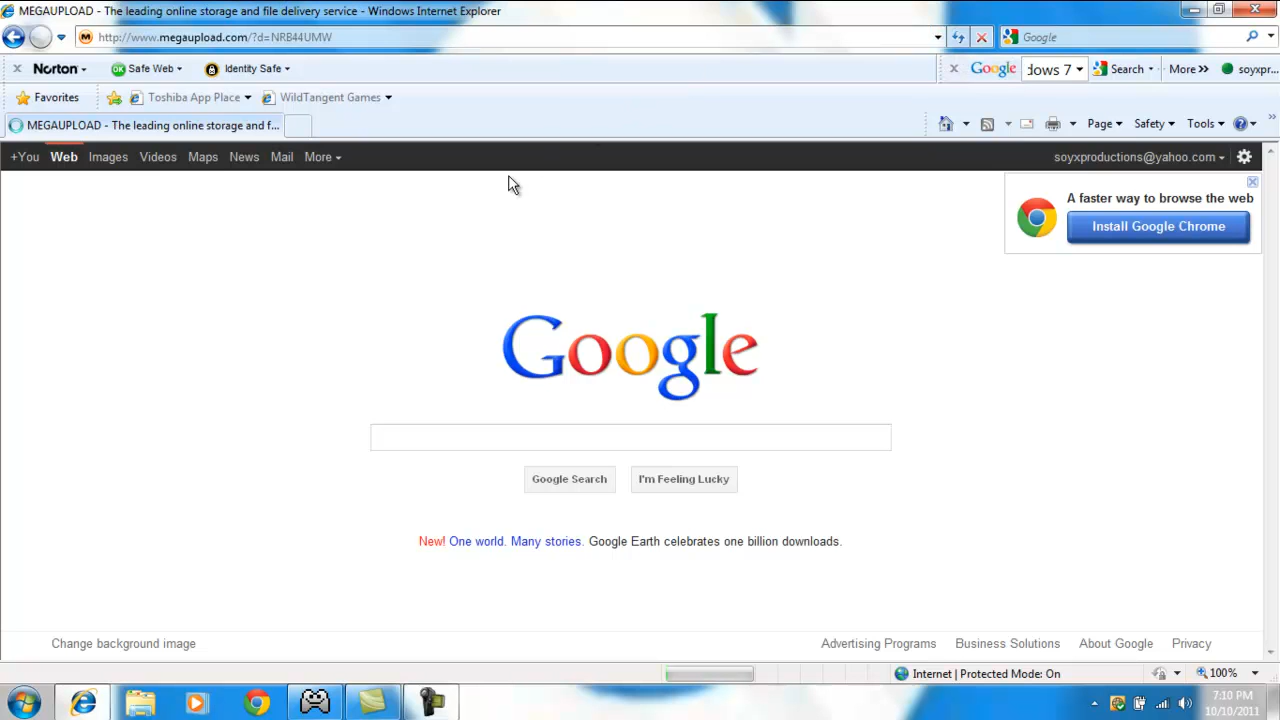 MEGAUPLOAD - The leading online storage and file delivery service - Windows Internet Explorer
http://www.megaupload.com/?d=NRB44UMW
Google
Norton
OK Safe Web
Identity Safe
Google
dows 7
Search
More »
soyxpr...
Favorites
Toshiba App Place
WildTangent Games
MEGAUPLOAD - The leading online storage and f...
Page
Safety
Tools
+You Web Images Videos Maps News Mail More
soyxproductions@yahoo.com
A faster way to browse the web
Install Google Chrome
Google
Google Search
I'm Feeling Lucky
New! One world. Many stories. Google Earth celebrates one billion downloads.
Change background image
Advertising Programs
Business Solutions
About Google
Privacy
Internet | Protected Mode: On
100%
7:10 PM
10/10/2011